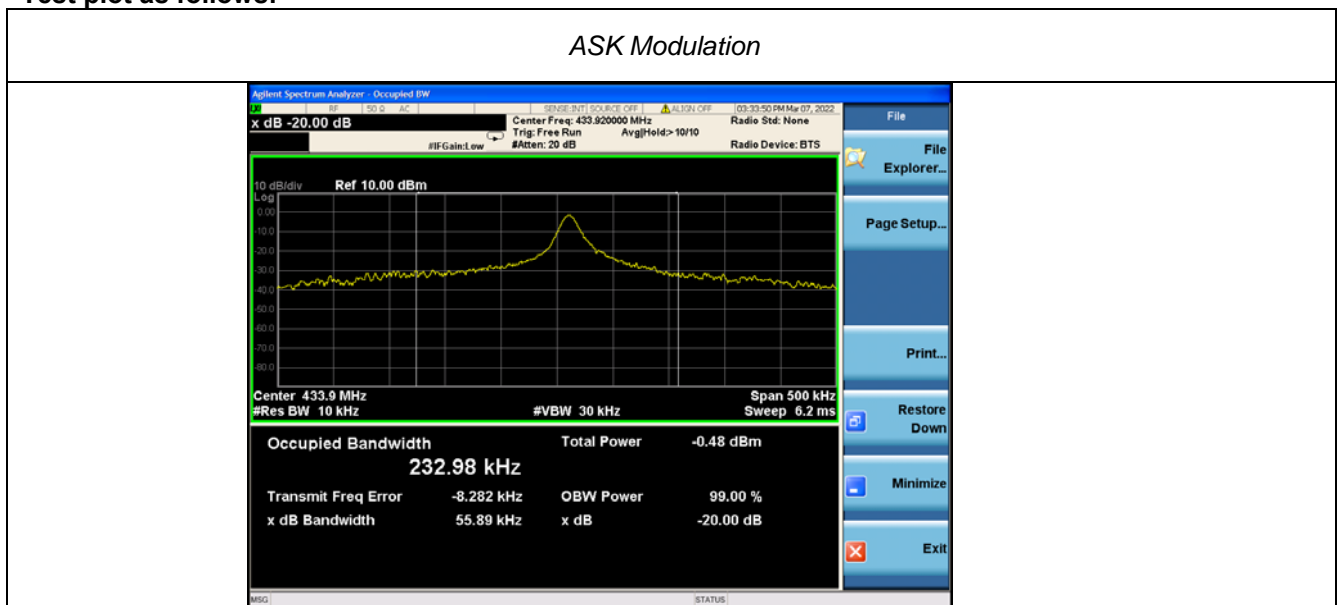 Test plot as follows:
ASK Modulation
Agilent Spectrum Analyzer - Occupied BW
LXI RF 50 Ω AC SENSE:INT SOURCE OFF ALIGN OFF 03:33:50 PM Mar 07, 2022
x dB -20.00 dB Center Freq: 433.920000 MHz Radio Std: None
Trig: Free Run Avg|Hold:> 10/10
#IFGain:Low #Atten: 20 dB Radio Device: BTS
10 dB/div Ref 10.00 dBm
Log
0.00
-10.0
-20.0
-30.0
-40.0
-50.0
-60.0
-70.0
-80.0
Center 433.9 MHz Span 500 kHz
#Res BW 10 kHz #VBW 30 kHz Sweep 6.2 ms
Occupied Bandwidth Total Power -0.48 dBm
232.98 kHz
Transmit Freq Error -8.282 kHz OBW Power 99.00 %
x dB Bandwidth 55.89 kHz x dB -20.00 dB
MSG STATUS
File
File
Explorer...
Page Setup...
Print...
Restore
Down
Minimize
Exit